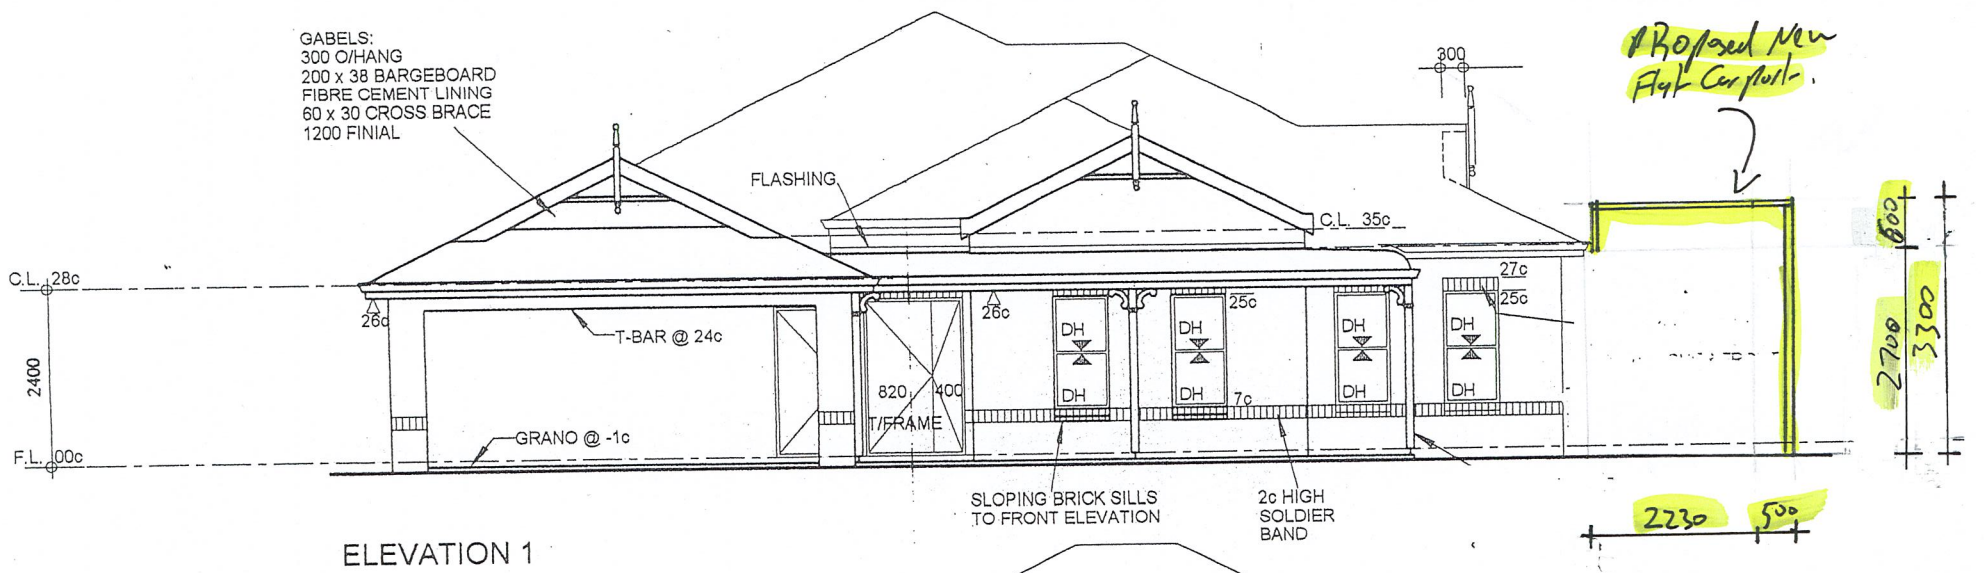 GABELS:
300 O/HANG
200 x 38 BARGEBOARD
FIBRE CEMENT LINING
60 x 30 CROSS BRACE
1200 FINIAL
FLASHING
300
PRoposed New
Flat Carport.
C.L. 35c
C.L. 28c
26c
T-BAR @ 24c
26c
25c
27c
25c
600
2700
3300
2400
DH
DH
DH
DH
DH
DH
DH
DH
820
400
T/FRAME
7c
GRANO @ -1c
F.L. 00c
SLOPING BRICK SILLS
TO FRONT ELEVATION
2c HIGH
SOLDIER
BAND
2230
500
ELEVATION 1